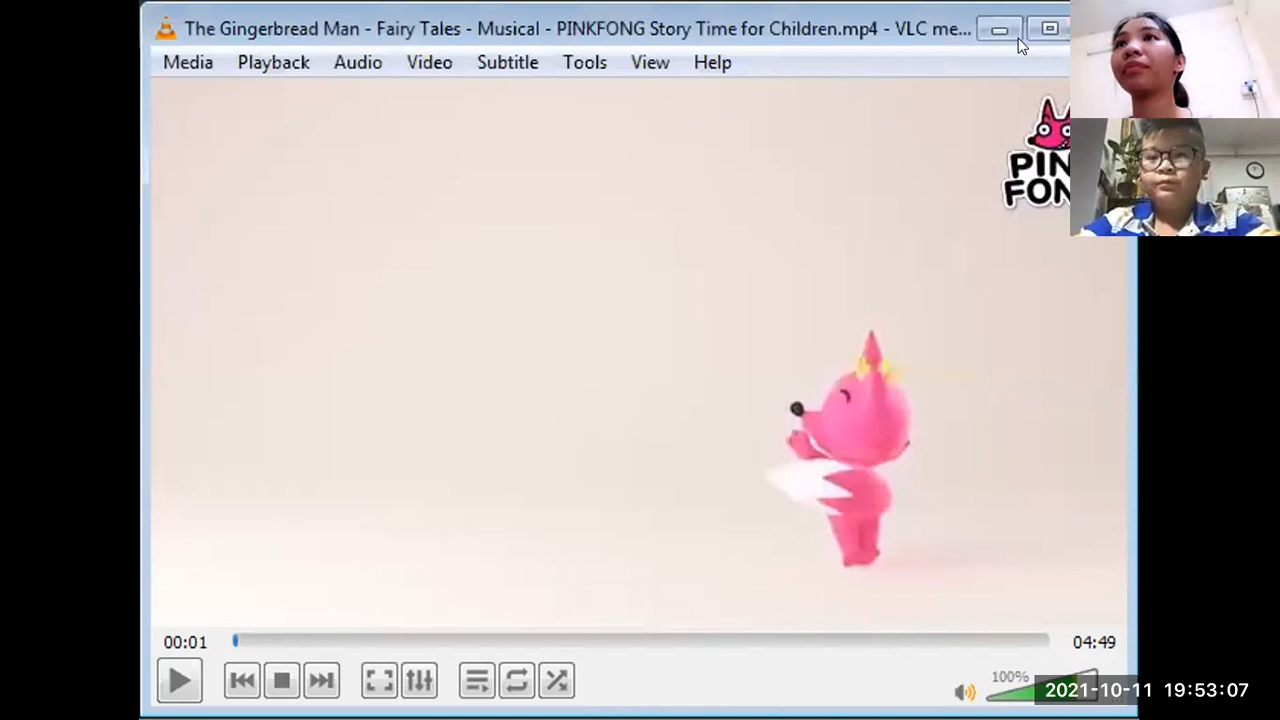 The Gingerbread Man - Fairy Tales - Musical - PINKFONG Story Time for Children.mp4 - VLC me...
Media Playback Audio Video Subtitle Tools View Help
PIN
FON
00:01 04:49
100%
2021-10-11 19:53:07